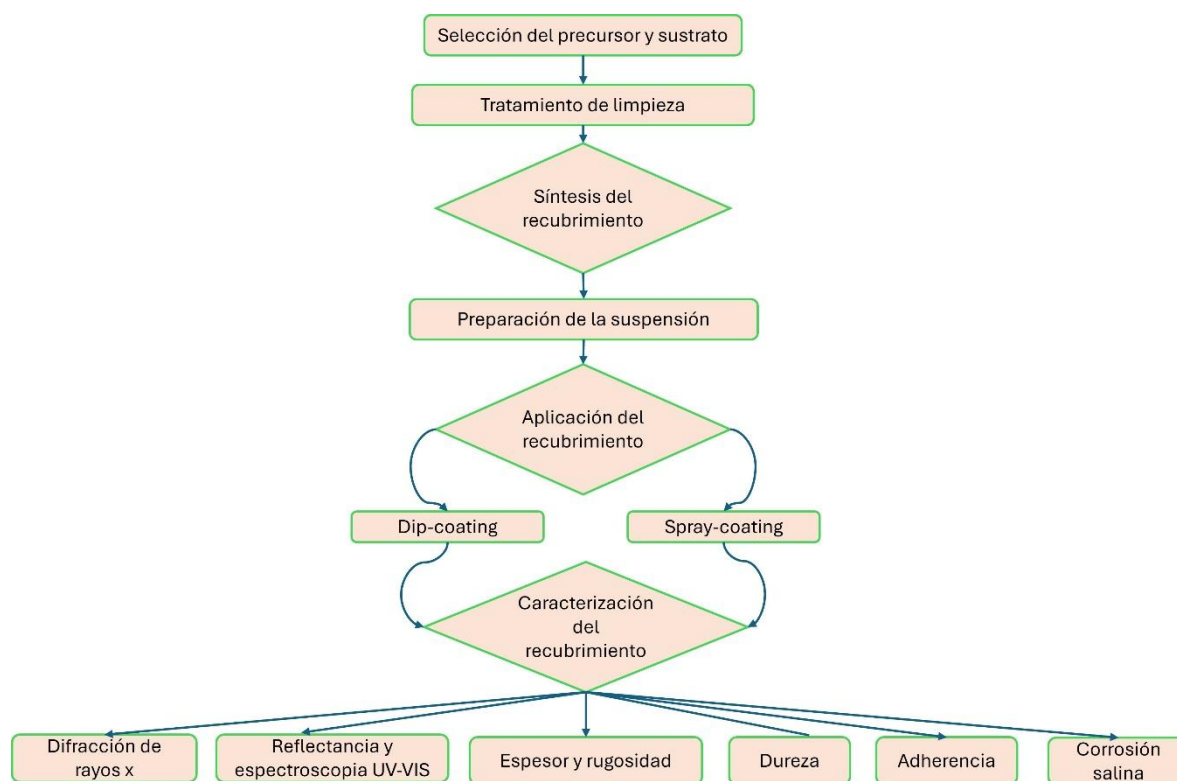 Selección del precursor y sustrato
Tratamiento de limpieza
Síntesis del
recubrimiento
Preparación de la suspensión
Aplicación del
recubrimiento
Dip-coating
Spray-coating
Caracterización
del
recubrimiento
Difracción de
rayos x
Reflectancia y
espectroscopia UV-VIS
Espesor y rugosidad
Dureza
Adherencia
Corrosión
salina